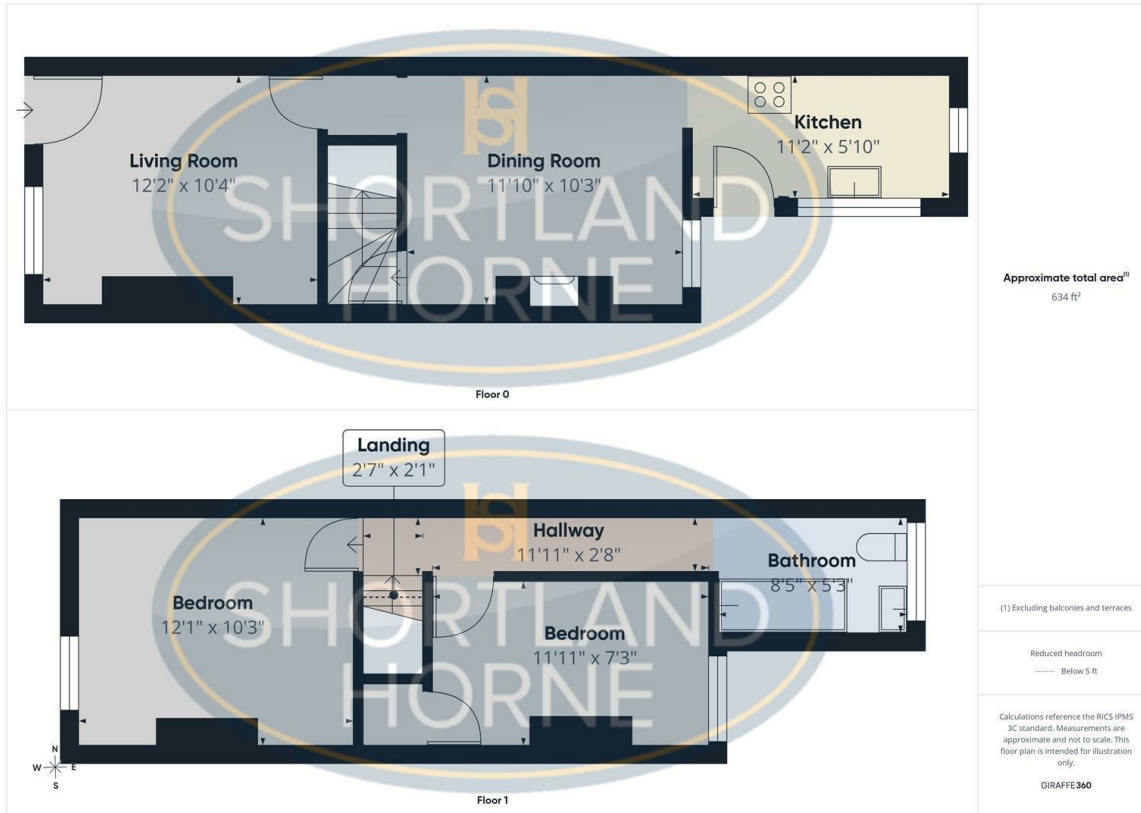 Living Room
12'2" x 10'4"
Dining Room
11'10" x 10'3"
Kitchen
11'2" x 5'10"
SHORTLAND
HORNE
Floor 0
Approximate total area⁽¹⁾
634 ft²
Landing
2'7" x 2'1"
Hallway
11'11" x 2'8"
Bathroom
8'5" x 5'3"
Bedroom
12'1" x 10'3"
Bedroom
11'11" x 7'3"
SHORTLAND
HORNE
N
W E
S
Floor 1
(1) Excluding balconies and terraces
Reduced headroom
Below 5 ft
Calculations reference the RICS IPMS
3C standard. Measurements are
approximate and not to scale. This
floor plan is intended for illustration
only.
GIRAFFE360